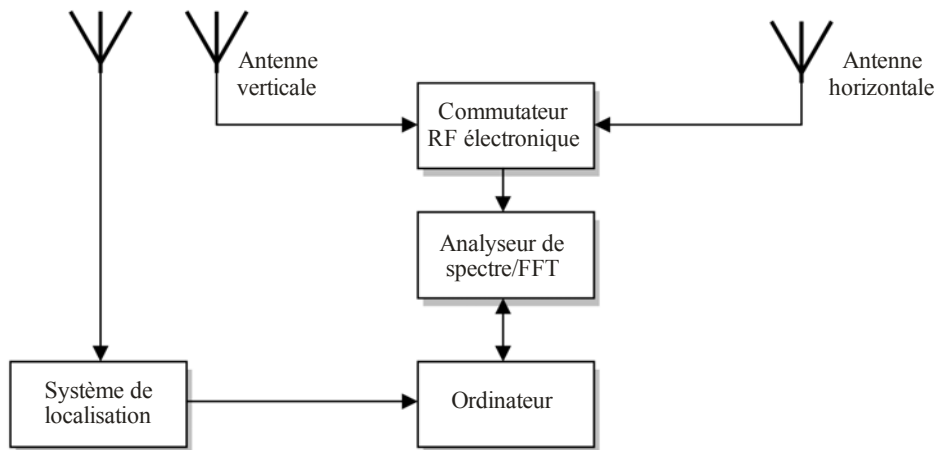 Antenne
verticale
Antenne
horizontale
Commutateur
RF électronique
Analyseur de
spectre/FFT
Système de
localisation
Ordinateur